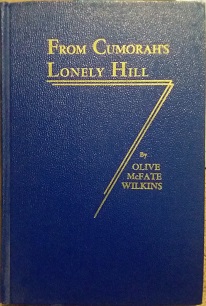 FROM CUMORAH'S
LONELY HILL
By
OLIVE
MCFATE
WILKINS